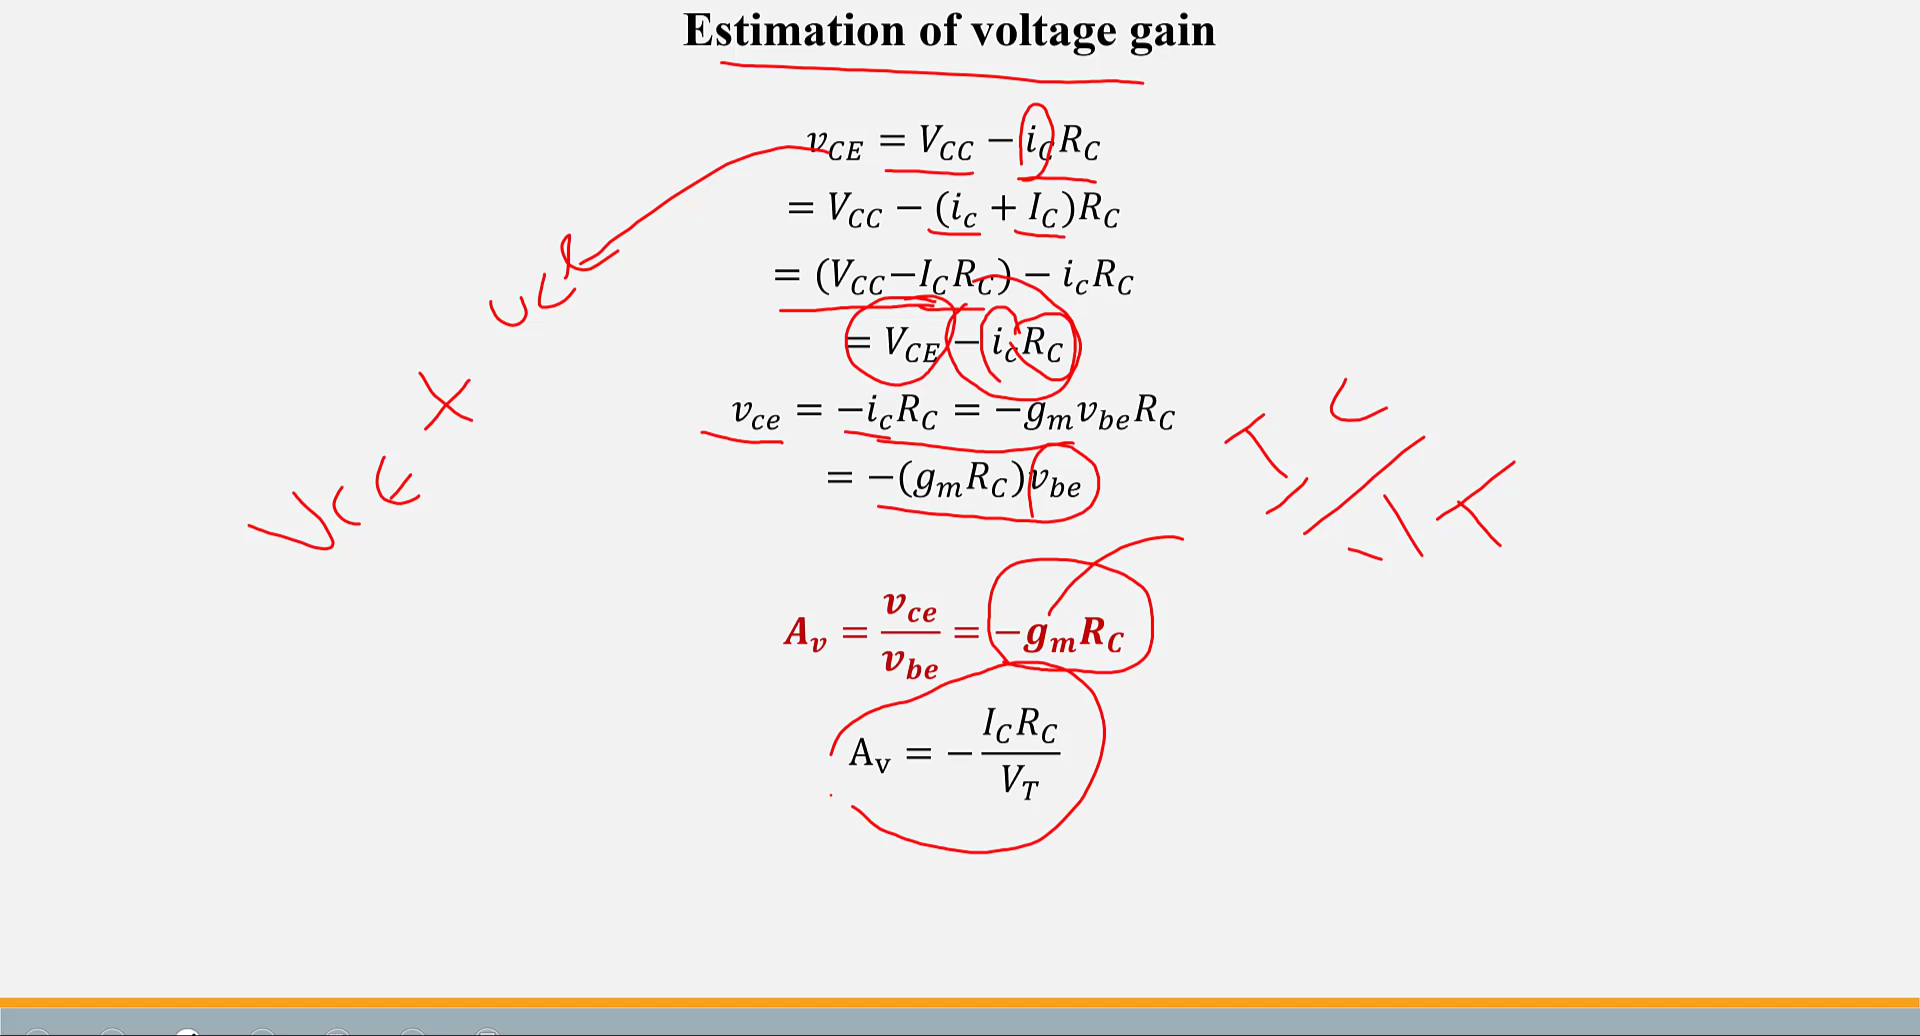 Estimation of voltage gain
v_CE = V_CC − i_C R_C
= V_CC − (i_c + I_C)R_C
= (V_CC−I_C R_C) − i_c R_C
= V_CE − i_c R_C
v_ce = −i_c R_C = −g_m v_be R_C
= −(g_m R_C)v_be
A_v = v_ce / v_be = −g_m R_C
A_v = − I_C R_C / V_T
VCE + vce